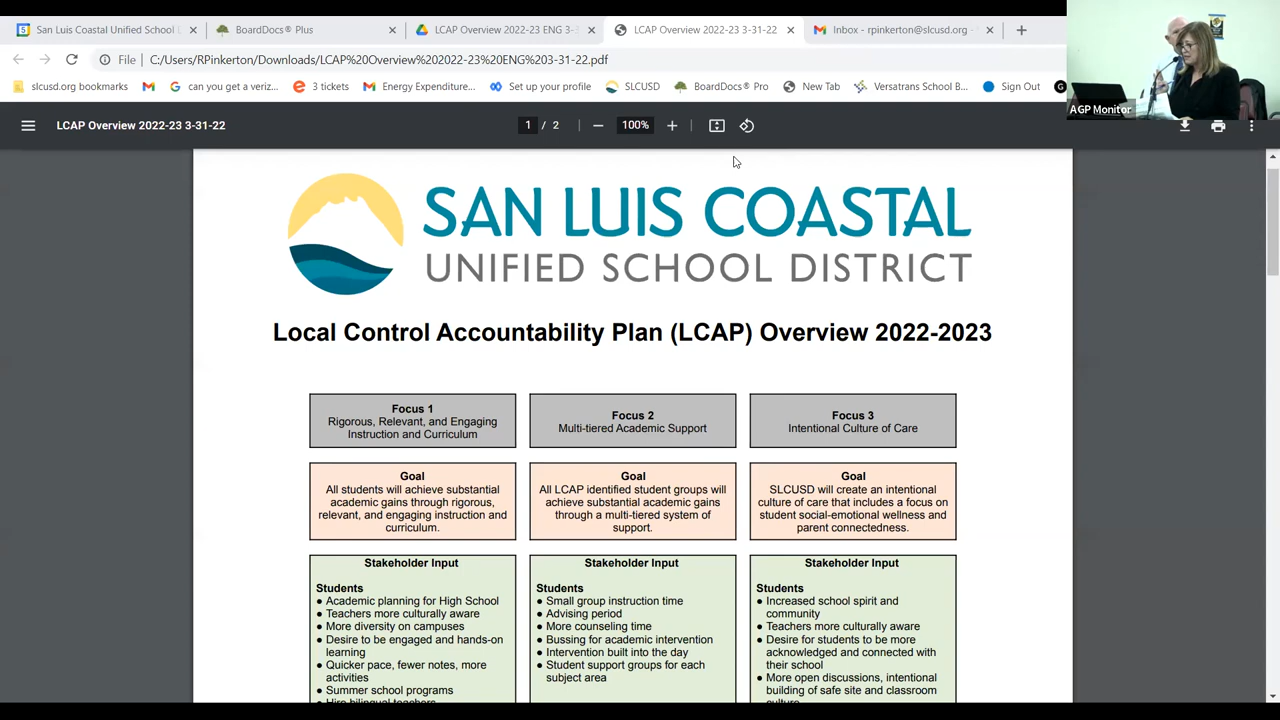 San Luis Coastal Unified School D
BoardDocs® Plus
LCAP Overview 2022-23 ENG 3-3
LCAP Overview 2022-23 3-31-22
Inbox - rpinkerton@slcusd.org -
File
C:/Users/RPinkerton/Downloads/LCAP%20Overview%202022-23%20ENG%203-31-22.pdf
slcusd.org bookmarks
can you get a veriz...
3 tickets
Energy Expenditure...
Set up your profile
SLCUSD
BoardDocs® Pro
New Tab
Versatrans School B...
Sign Out
AGP Monitor
LCAP Overview 2022-23 3-31-22
1 / 2
100%
SAN LUIS COASTAL
UNIFIED SCHOOL DISTRICT
Local Control Accountability Plan (LCAP) Overview 2022-2023
Focus 1
Rigorous, Relevant, and Engaging
Instruction and Curriculum
Focus 2
Multi-tiered Academic Support
Focus 3
Intentional Culture of Care
Goal
All students will achieve substantial
academic gains through rigorous,
relevant, and engaging instruction and
curriculum.
Goal
All LCAP identified student groups will
achieve substantial academic gains
through a multi-tiered system of
support.
Goal
SLCUSD will create an intentional
culture of care that includes a focus on
student social-emotional wellness and
parent connectedness.
Stakeholder Input
Students
● Academic planning for High School
● Teachers more culturally aware
● More diversity on campuses
● Desire to be engaged and hands-on
learning
● Quicker pace, fewer notes, more
activities
● Summer school programs
● Hire bilingual teachers
Stakeholder Input
Students
● Small group instruction time
● Advising period
● More counseling time
● Bussing for academic intervention
● Intervention built into the day
● Student support groups for each
subject area
Stakeholder Input
Students
● Increased school spirit and
community
● Teachers more culturally aware
● Desire for students to be more
acknowledged and connected with
their school
● More open discussions, intentional
building of safe site and classroom
culture